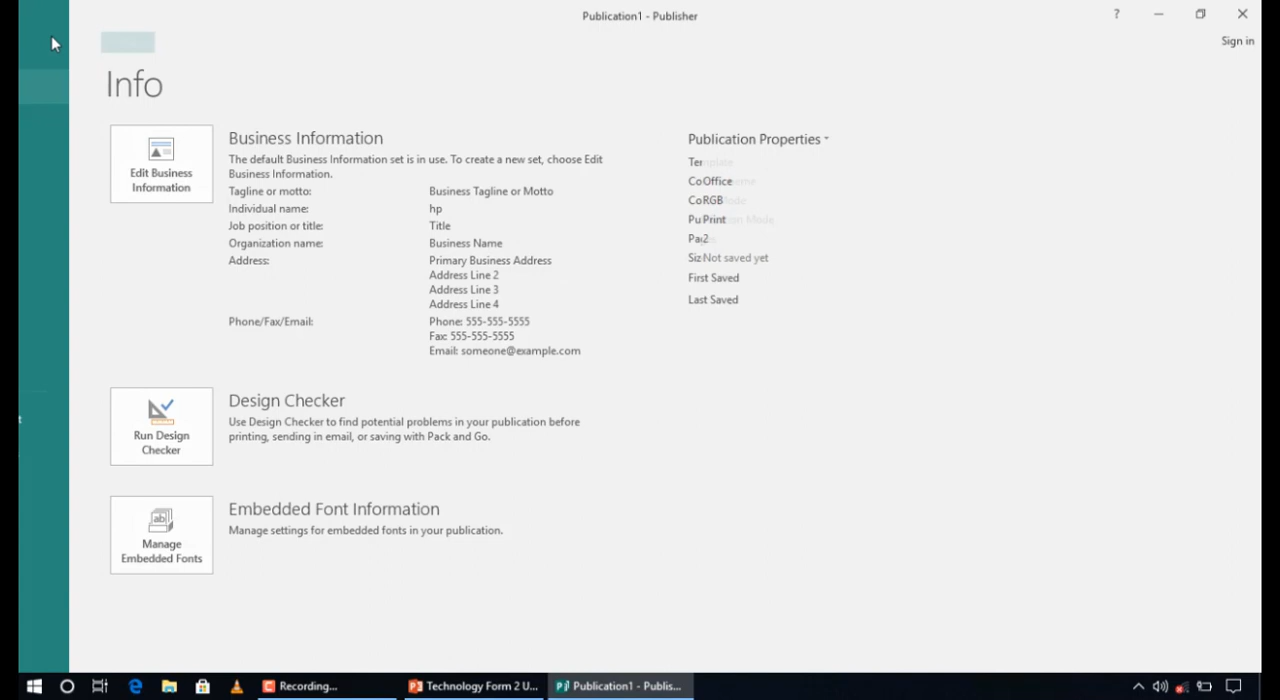 Publication1 - Publisher
?
Sign in
Info
Edit Business
Information
Business Information
The default Business Information set is in use. To create a new set, choose Edit
Business Information.
Tagline or motto: Business Tagline or Motto
Individual name: hp
Job position or title: Title
Organization name: Business Name
Address: Primary Business Address
Address Line 2
Address Line 3
Address Line 4
Phone/Fax/Email: Phone: 555-555-5555
Fax: 555-555-5555
Email: someone@example.com
Publication Properties
Template
Office
RGB
Print
2
Not saved yet
First Saved
Last Saved
Run Design
Checker
Design Checker
Use Design Checker to find potential problems in your publication before
printing, sending in email, or saving with Pack and Go.
Manage
Embedded Fonts
Embedded Font Information
Manage settings for embedded fonts in your publication.
Recording...
Technology Form 2 U...
Publication1 - Publis...